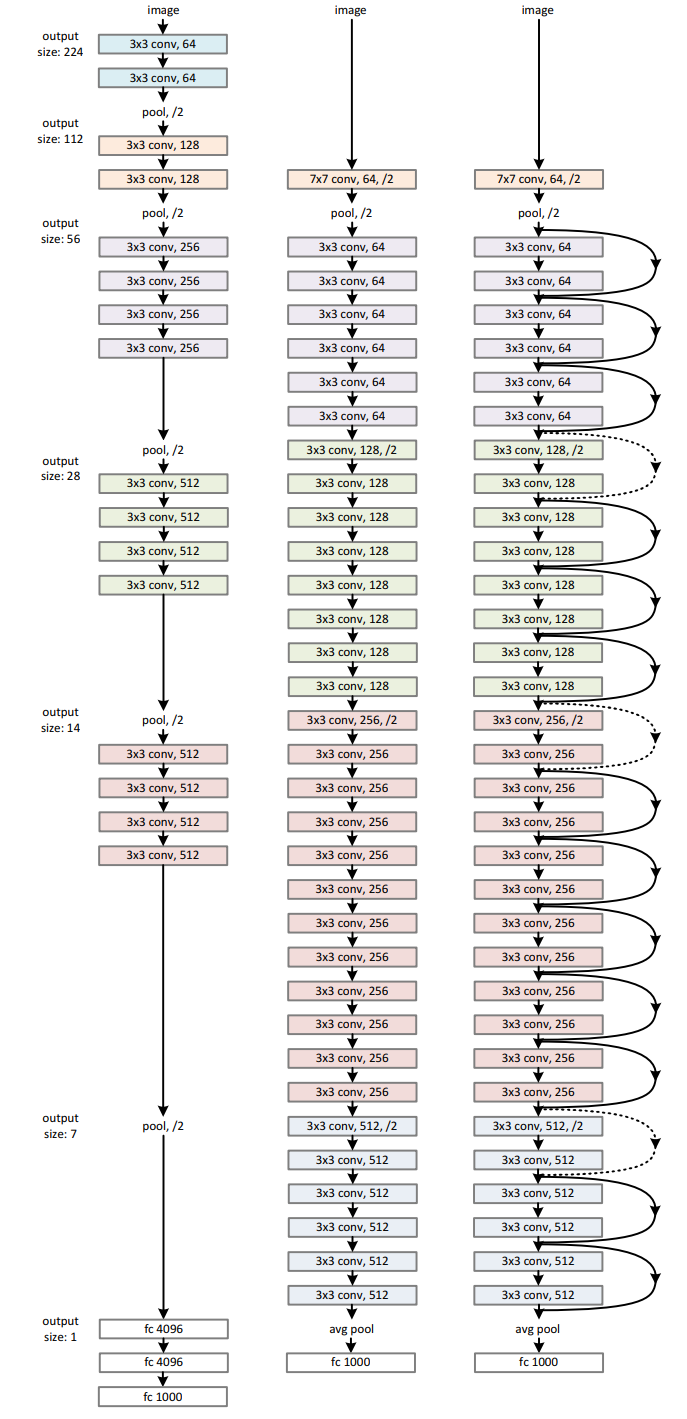 output
size: 224
output
size: 112
output
size: 56
output
size: 28
output
size: 14
output
size: 7
output
size: 1
image
3x3 conv, 64
3x3 conv, 64
pool, /2
3x3 conv, 128
3x3 conv, 128
pool, /2
3x3 conv, 256
3x3 conv, 256
3x3 conv, 256
3x3 conv, 256
pool, /2
3x3 conv, 512
3x3 conv, 512
3x3 conv, 512
3x3 conv, 512
pool, /2
3x3 conv, 512
3x3 conv, 512
3x3 conv, 512
3x3 conv, 512
pool, /2
fc 4096
fc 4096
fc 1000
image
7x7 conv, 64, /2
pool, /2
3x3 conv, 64
3x3 conv, 64
3x3 conv, 64
3x3 conv, 64
3x3 conv, 64
3x3 conv, 64
3x3 conv, 128, /2
3x3 conv, 128
3x3 conv, 128
3x3 conv, 128
3x3 conv, 128
3x3 conv, 128
3x3 conv, 128
3x3 conv, 128
3x3 conv, 256, /2
3x3 conv, 256
3x3 conv, 256
3x3 conv, 256
3x3 conv, 256
3x3 conv, 256
3x3 conv, 256
3x3 conv, 256
3x3 conv, 256
3x3 conv, 256
3x3 conv, 256
3x3 conv, 256
3x3 conv, 512, /2
3x3 conv, 512
3x3 conv, 512
3x3 conv, 512
3x3 conv, 512
3x3 conv, 512
avg pool
fc 1000
image
7x7 conv, 64, /2
pool, /2
3x3 conv, 64
3x3 conv, 64
3x3 conv, 64
3x3 conv, 64
3x3 conv, 64
3x3 conv, 64
3x3 conv, 128, /2
3x3 conv, 128
3x3 conv, 128
3x3 conv, 128
3x3 conv, 128
3x3 conv, 128
3x3 conv, 128
3x3 conv, 128
3x3 conv, 256, /2
3x3 conv, 256
3x3 conv, 256
3x3 conv, 256
3x3 conv, 256
3x3 conv, 256
3x3 conv, 256
3x3 conv, 256
3x3 conv, 256
3x3 conv, 256
3x3 conv, 256
3x3 conv, 256
3x3 conv, 512, /2
3x3 conv, 512
3x3 conv, 512
3x3 conv, 512
3x3 conv, 512
3x3 conv, 512
avg pool
fc 1000